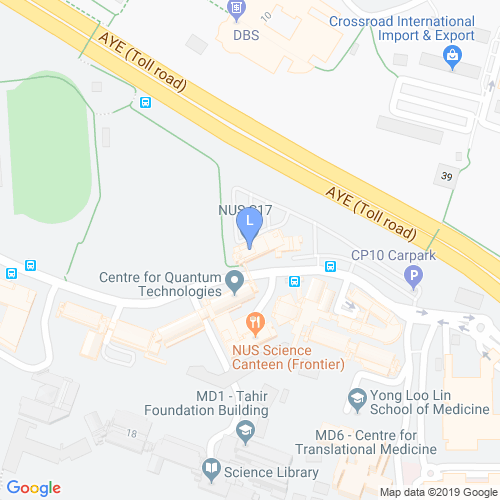 10
DBS
Crossroad International
Import & Export
AYE (Toll road)
39
NUS S17
L
AYE (Toll road)
CP10 Carpark
P
Centre for Quantum
Technologies
NUS Science
Canteen (Frontier)
MD1 - Tahir
Foundation Building
Yong Loo Lin
School of Medicine
18
MD6 - Centre for
Translational Medicine
Science Library
Google
Map data ©2019 Google